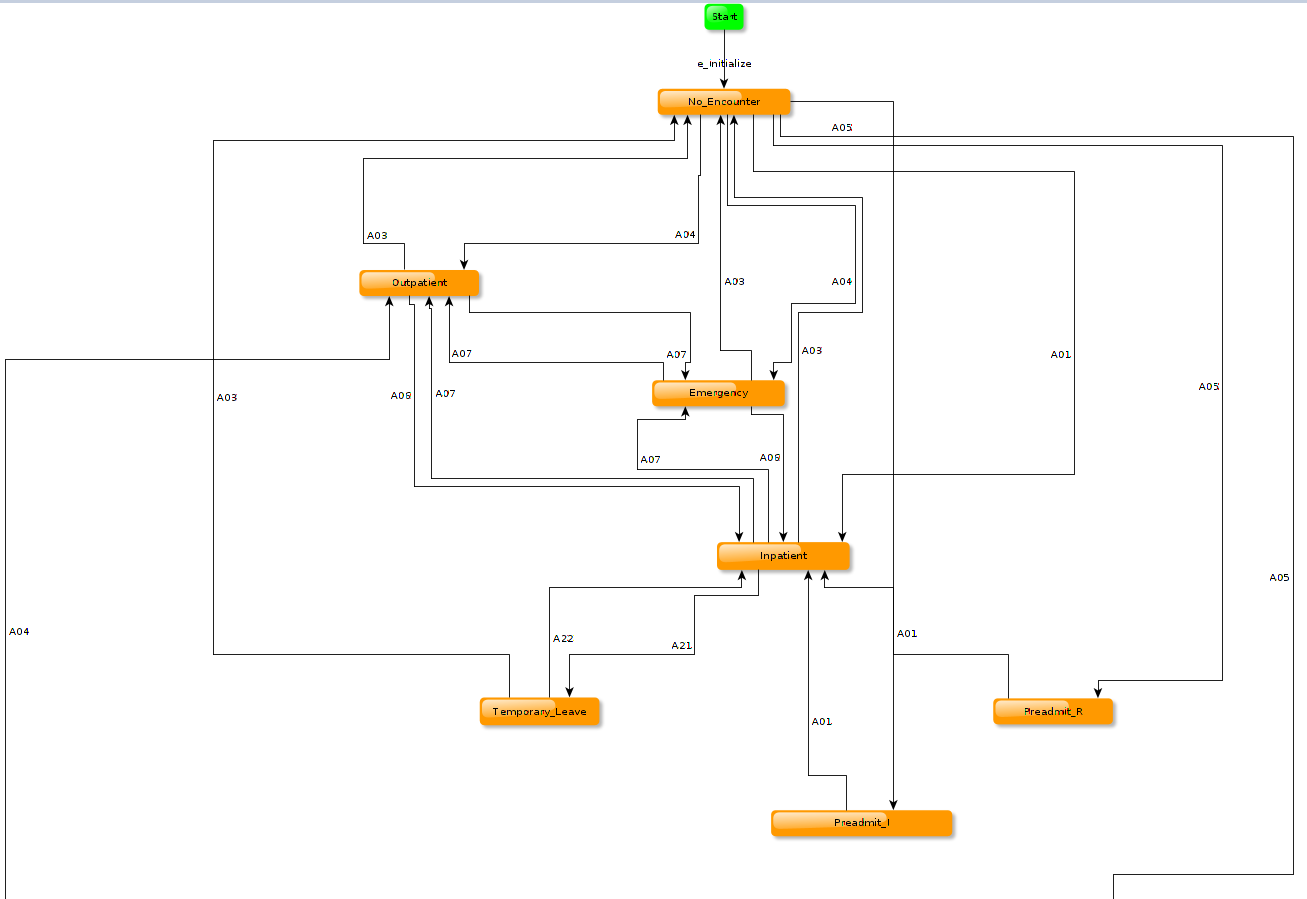 Start
e_initialize
No_Encounter
A05
A03
A04
Outpatient
A03
A04
A07
A07
A03
A01
A05
Emergency
A03
A06
A07
A07
A06
Inpatient
A05
A04
A22
A21
A01
Temporary_Leave
Preadmit_R
A01
Preadmit_I